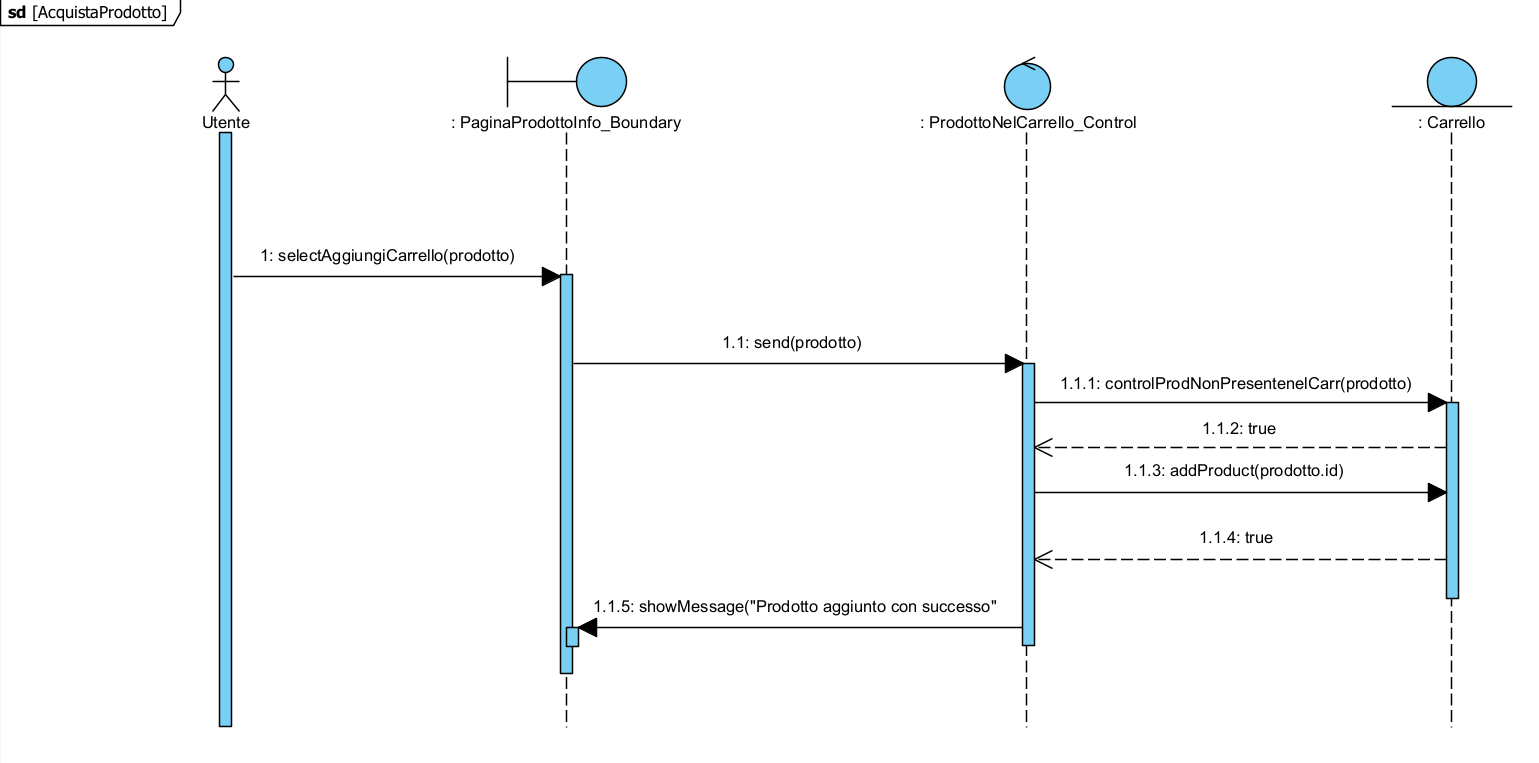 sd [AcquistaProdotto]
Utente
: PaginaProdottoInfo_Boundary
: ProdottoNelCarrello_Control
: Carrello
1: selectAggiungiCarrello(prodotto)
1.1: send(prodotto)
1.1.1: controlProdNonPresentenelCarr(prodotto)
1.1.2: true
1.1.3: addProduct(prodotto.id)
1.1.4: true
1.1.5: showMessage("Prodotto aggiunto con successo"